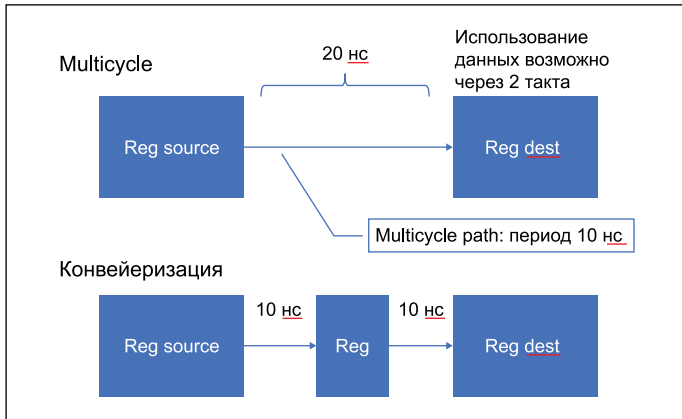 Multicycle
20 нс
Использование
данных возможно
через 2 такта
Reg source
Reg dest
Multicycle path: период 10 нс
Конвейеризация
10 нс
10 нс
Reg source
Reg
Reg dest